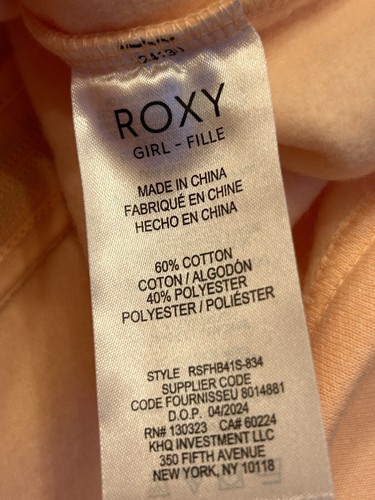 ROXY
GIRL - FILLE
MADE IN CHINA
FABRIQUÉ EN CHINE
HECHO EN CHINA
60% COTTON
COTON / ALGODÓN
40% POLYESTER
POLYESTER / POLIÉSTER
STYLE RSFHB41S-834
SUPPLIER CODE
CODE FOURNISSEU 8014881
D.O.P. 04/2024
RN# 130323 CA# 60224
KHQ INVESTMENT LLC
350 FIFTH AVENUE
NEW YORK, NY 10118